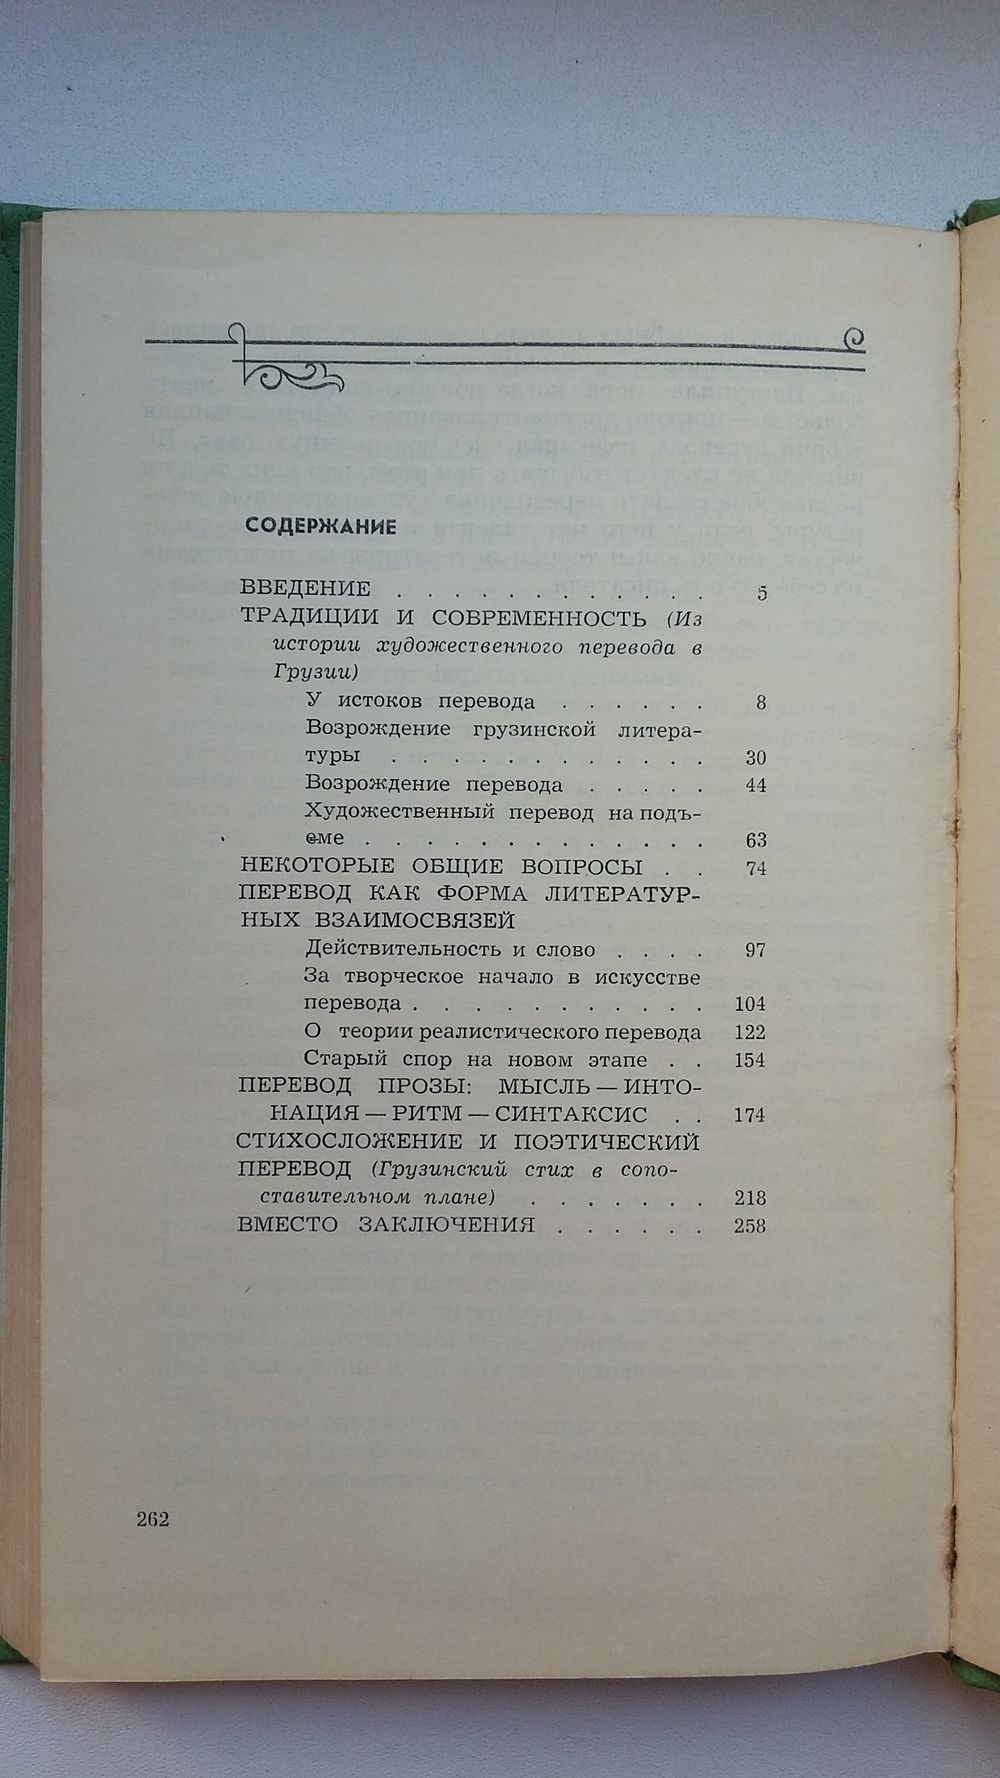 СОДЕРЖАНИЕ
ВВЕДЕНИЕ . . . . . . . . . . . . 5
ТРАДИЦИИ И СОВРЕМЕННОСТЬ (Из
истории художественного перевода в
Грузии)
У истоков перевода . . . . . . 8
Возрождение грузинской литера-
туры . . . . . . . . . . . . 30
Возрождение перевода . . . . . 44
Художественный перевод на подъ-
еме . . . . . . . . . . . . . 63
НЕКОТОРЫЕ ОБЩИЕ ВОПРОСЫ . . 74
ПЕРЕВОД КАК ФОРМА ЛИТЕРАТУР-
НЫХ ВЗАИМОСВЯЗЕЙ
Действительность и слово . . . . 97
За творческое начало в искусстве
перевода . . . . . . . . . . . 104
О теории реалистического перевода 122
Старый спор на новом этапе . . 154
ПЕРЕВОД ПРОЗЫ: МЫСЛЬ — ИНТО-
НАЦИЯ — РИТМ — СИНТАКСИС . . 174
СТИХОСЛОЖЕНИЕ И ПОЭТИЧЕСКИЙ
ПЕРЕВОД (Грузинский стих в сопо-
ставительном плане) . . . . . . . 218
ВМЕСТО ЗАКЛЮЧЕНИЯ . . . . . . 258
262